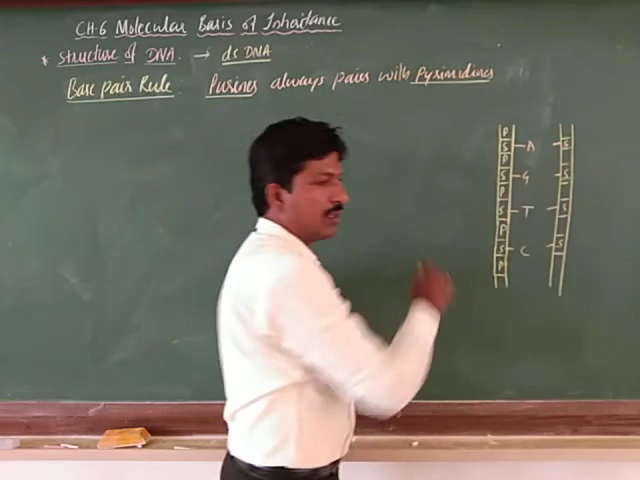 CH.6 Molecular Basis of Inheritance
* Structure of DNA. → ds DNA
Base pair Rule: Purines always pairs with Pyrimidines
P
S A S
P
S G S
P
S T S
P
S C S
P